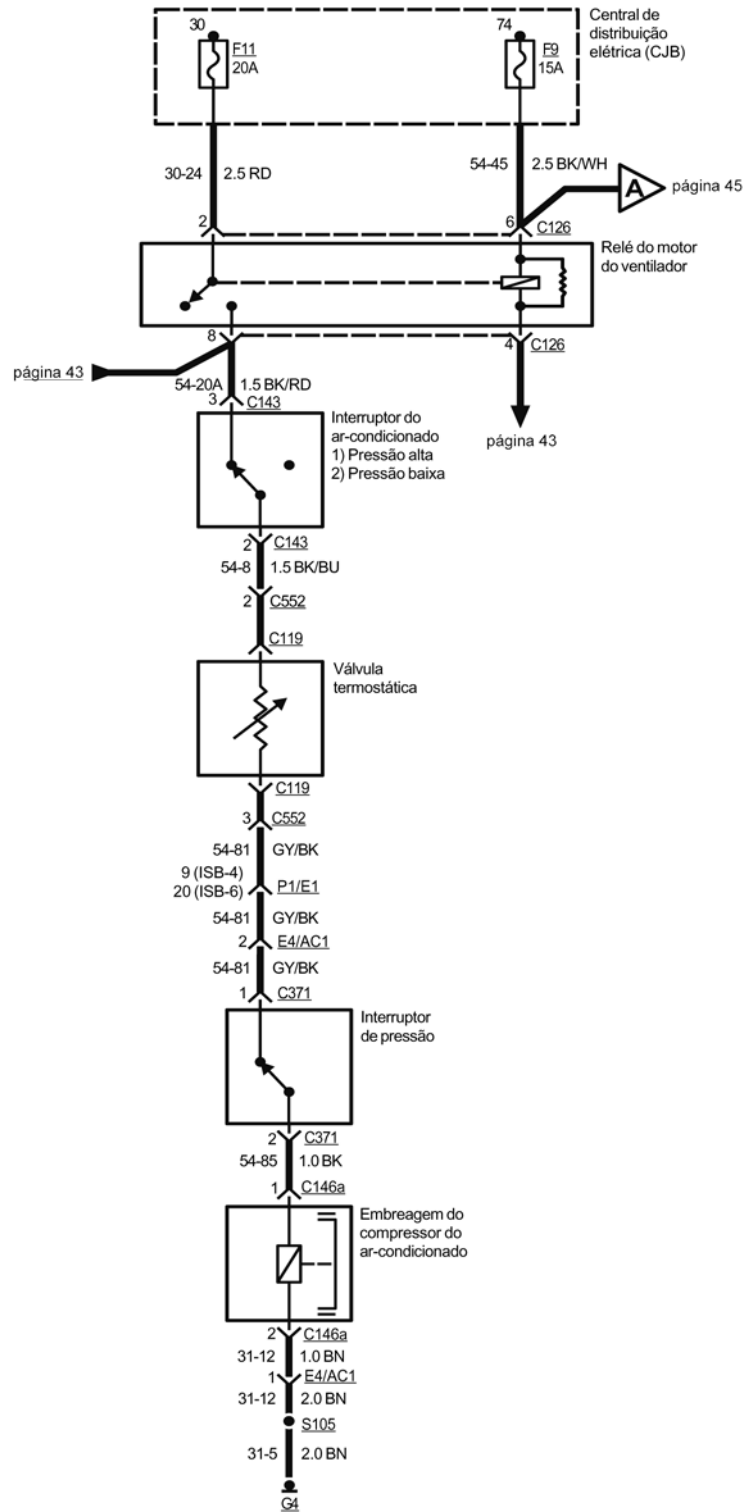 30
F11
20A
74
F9
15A
Central de
distribuição
elétrica (CJB)
30-24 2.5 RD
54-45 2.5 BK/WH
A
página 45
2
6 C126
Relé do motor
do ventilador
8
4 C126
página 43
54-20A 1.5 BK/RD
3 C143
página 43
Interruptor do
ar-condicionado
1) Pressão alta
2) Pressão baixa
2 C143
54-8 1.5 BK/BU
2 C552
C119
Válvula
termostática
C119
3 C552
54-81 GY/BK
9 (ISB-4)
20 (ISB-6) P1/E1
54-81 GY/BK
2 E4/AC1
54-81 GY/BK
1 C371
Interruptor
de pressão
2 C371
54-85 1.0 BK
1 C146a
Embreagem do
compressor do
ar-condicionado
2 C146a
31-12 1.0 BN
1 E4/AC1
31-12 2.0 BN
S105
31-5 2.0 BN
G4